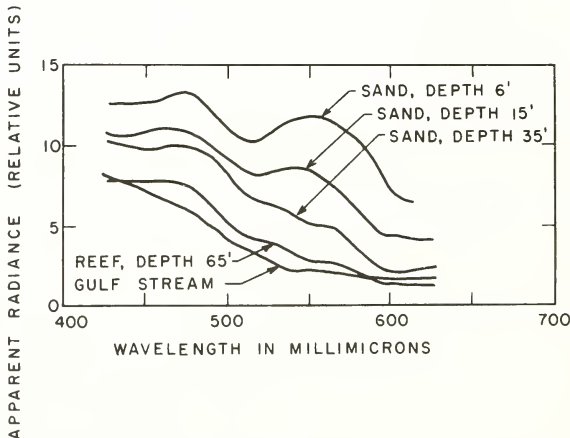 APPARENT RADIANCE (RELATIVE UNITS)
15
10
5
0
SAND, DEPTH 6'
SAND, DEPTH 15'
SAND, DEPTH 35'
REEF, DEPTH 65'
GULF STREAM
400
500
600
700
WAVELENGTH IN MILLIMICRONS